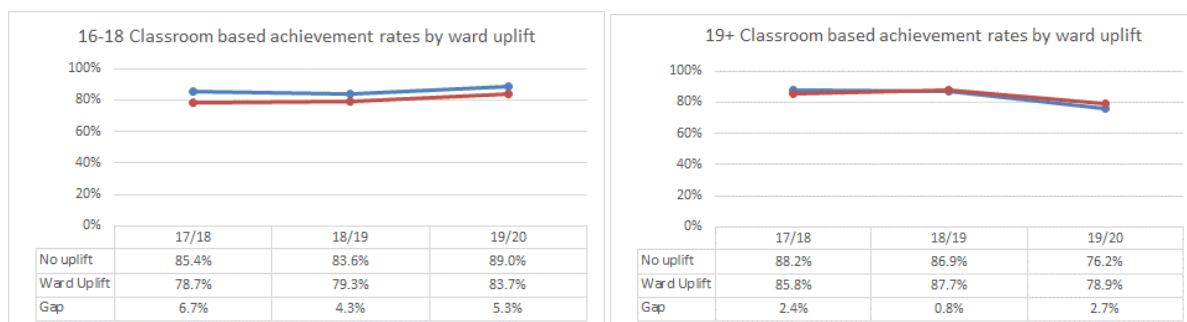 16-18 Classroom based achievement rates by ward uplift
100%
80%
60%
40%
20%
0%
17/18 18/19 19/20
No uplift 85.4% 83.6% 89.0%
Ward Uplift 78.7% 79.3% 83.7%
Gap 6.7% 4.3% 5.3%
19+ Classroom based achievement rates by ward uplift
100%
80%
60%
40%
20%
0%
17/18 18/19 19/20
No uplift 88.2% 86.9% 76.2%
Ward Uplift 85.8% 87.7% 78.9%
Gap 2.4% 0.8% 2.7%